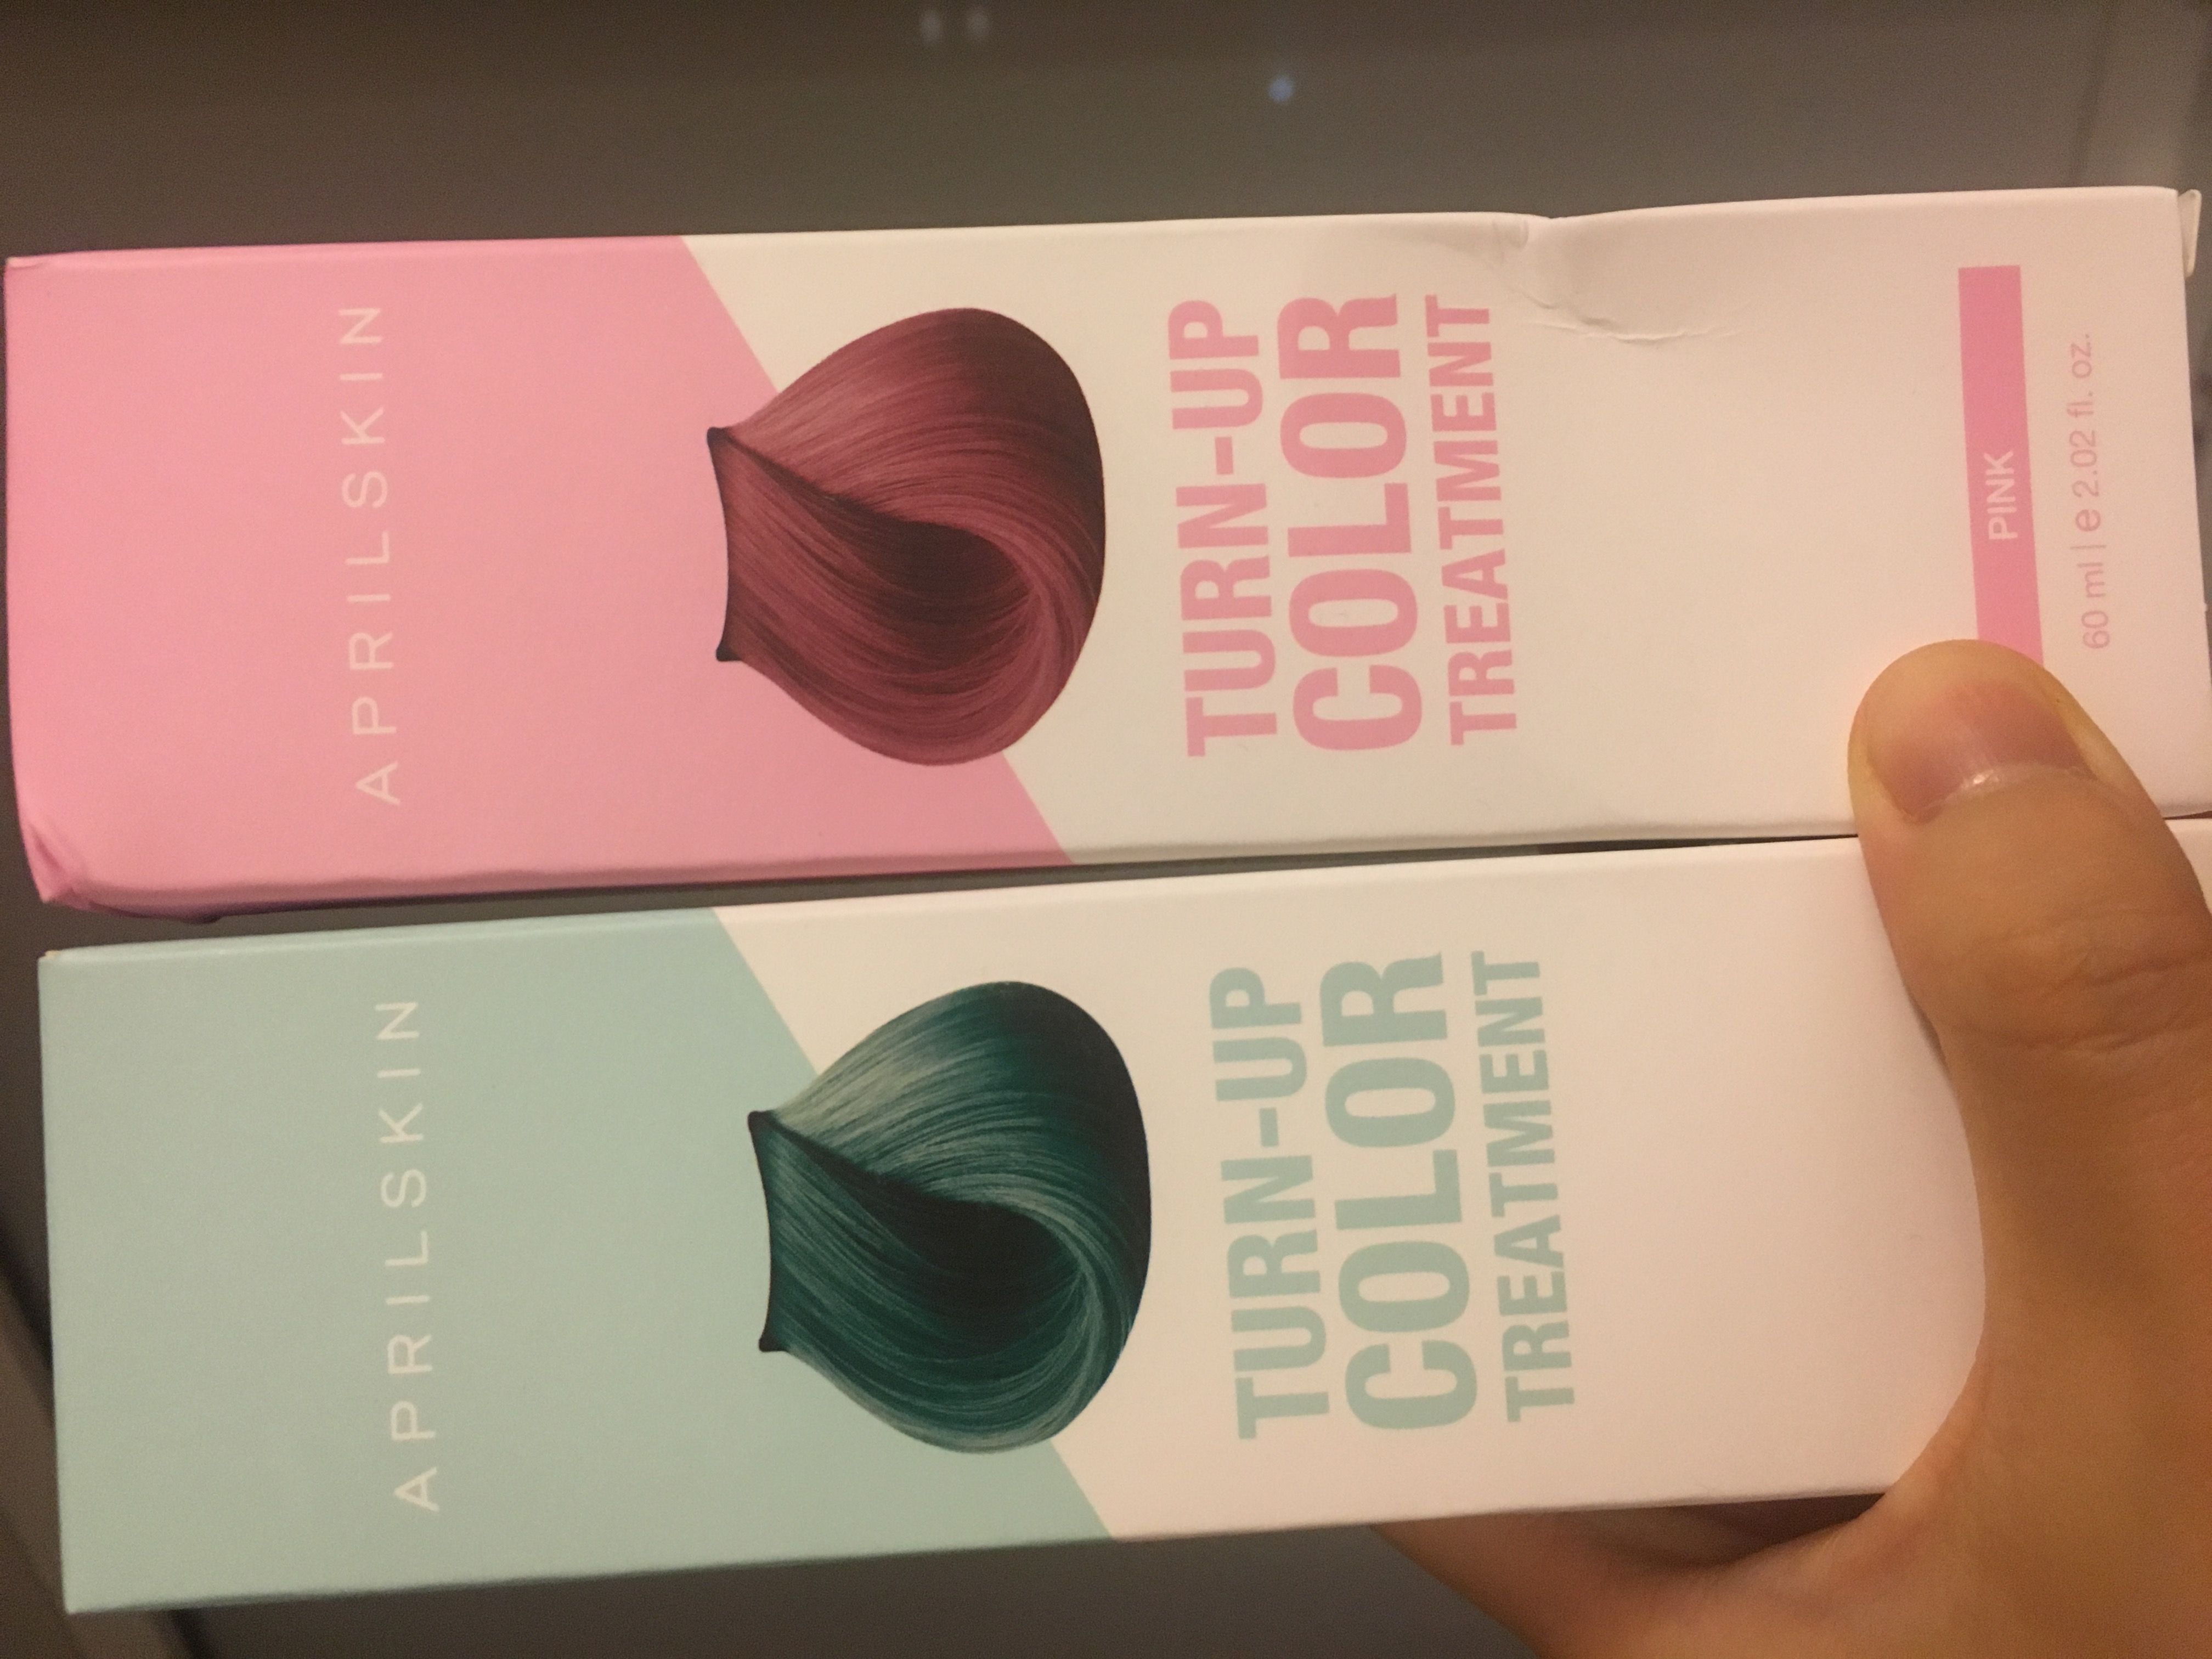 APRILSKIN
TURN-UP
COLOR
TREATMENT
PINK
60 ml | e 2.02 fl. oz.
APRILSKIN
TURN-UP
COLOR
TREATMENT